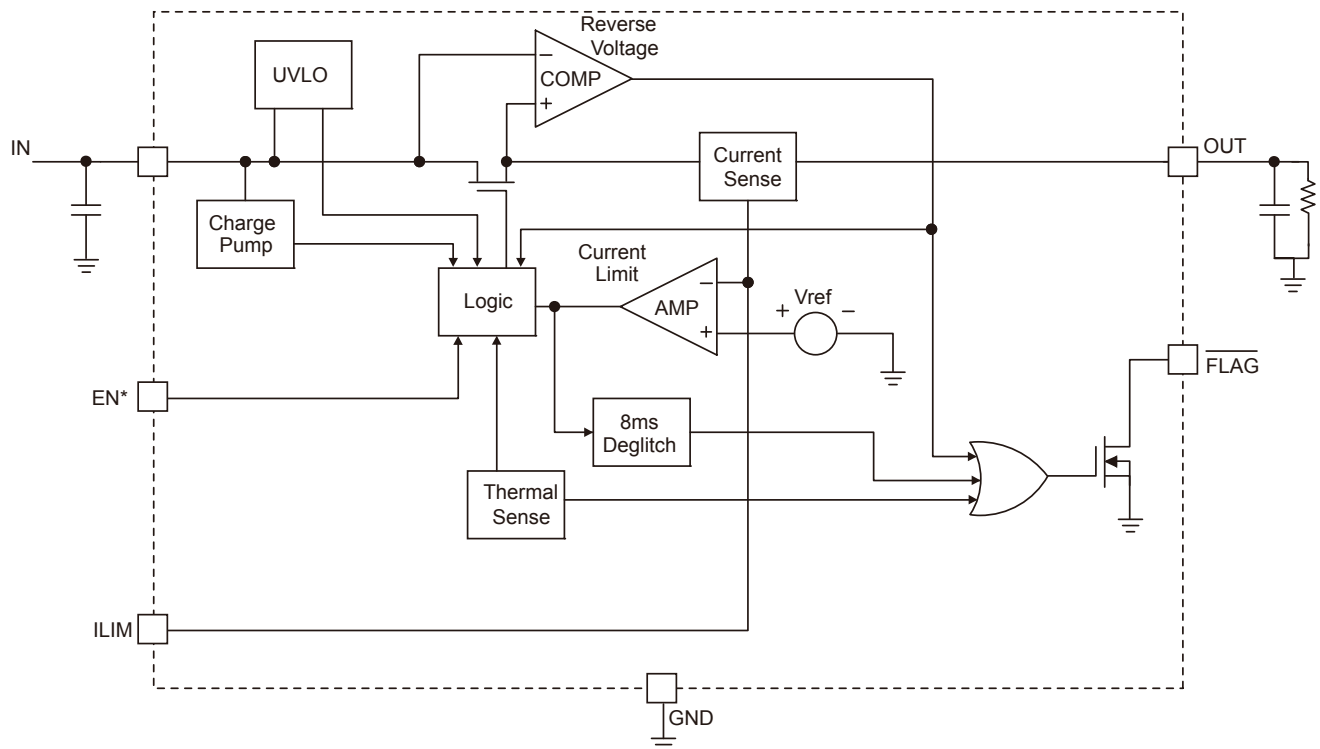 Reverse
Voltage
UVLO
−
COMP
+
IN
OUT
Current
Sense
Charge
Pump
Current
Limit
Logic
−
AMP
+
+ Vref −
FLAG
EN*
8ms
Deglitch
Thermal
Sense
ILIM
GND